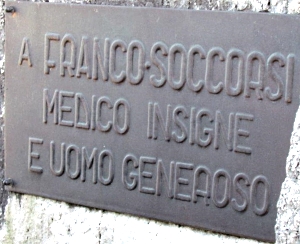 A FRANCO·SOCCORSI
MEDICO INSIGNE
E UOMO GENEROSO